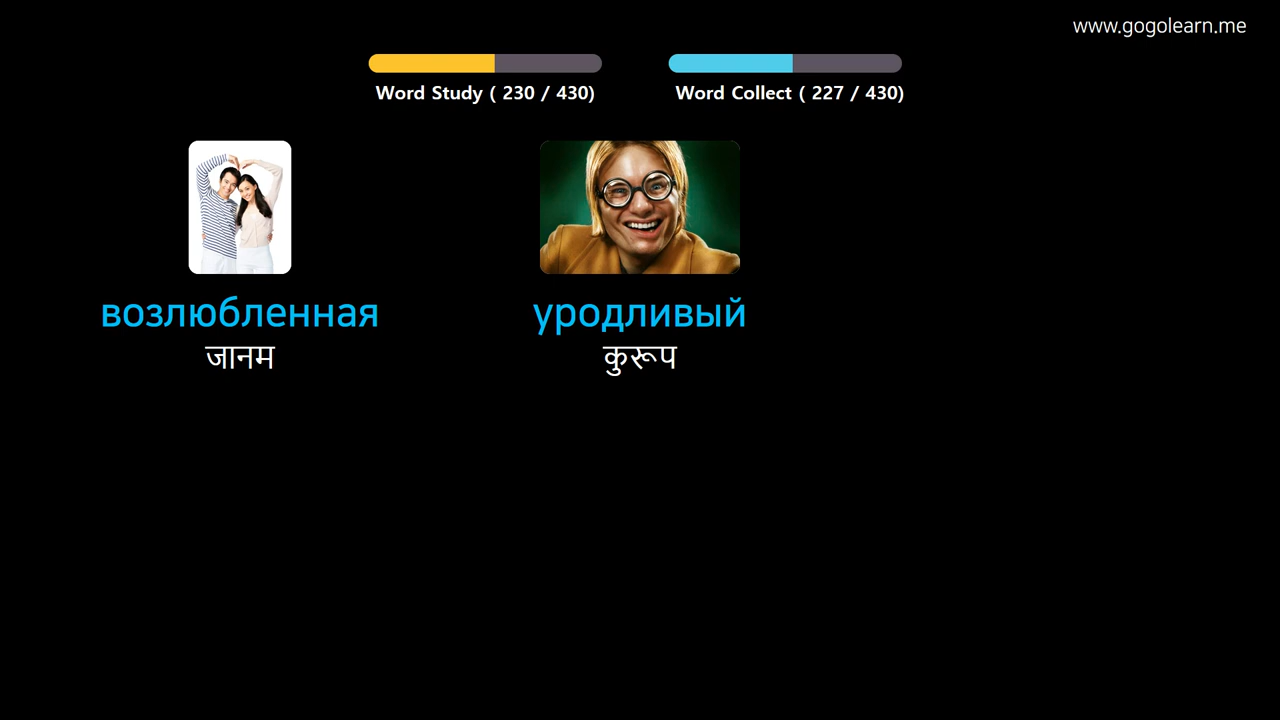 www.gogolearn.me
Word Study ( 230 / 430)
Word Collect ( 227 / 430)
возлюбленная
जानम
уродливый
कुरूप